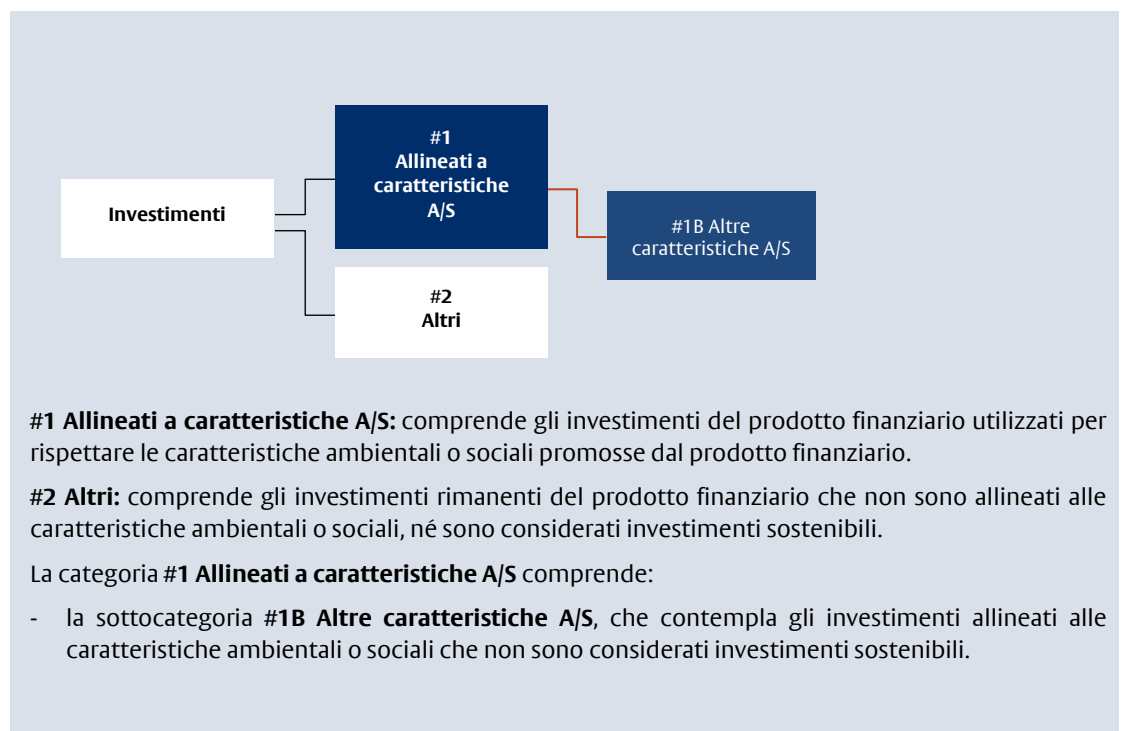 #1
Allineati a
caratteristiche
A/S
Investimenti
#1B Altre
caratteristiche A/S
#2
Altri
#1 Allineati a caratteristiche A/S: comprende gli investimenti del prodotto finanziario utilizzati per
rispettare le caratteristiche ambientali o sociali promosse dal prodotto finanziario.
#2 Altri: comprende gli investimenti rimanenti del prodotto finanziario che non sono allineati alle
caratteristiche ambientali o sociali, né sono considerati investimenti sostenibili.
La categoria #1 Allineati a caratteristiche A/S comprende:
- la sottocategoria #1B Altre caratteristiche A/S, che contempla gli investimenti allineati alle
caratteristiche ambientali o sociali che non sono considerati investimenti sostenibili.